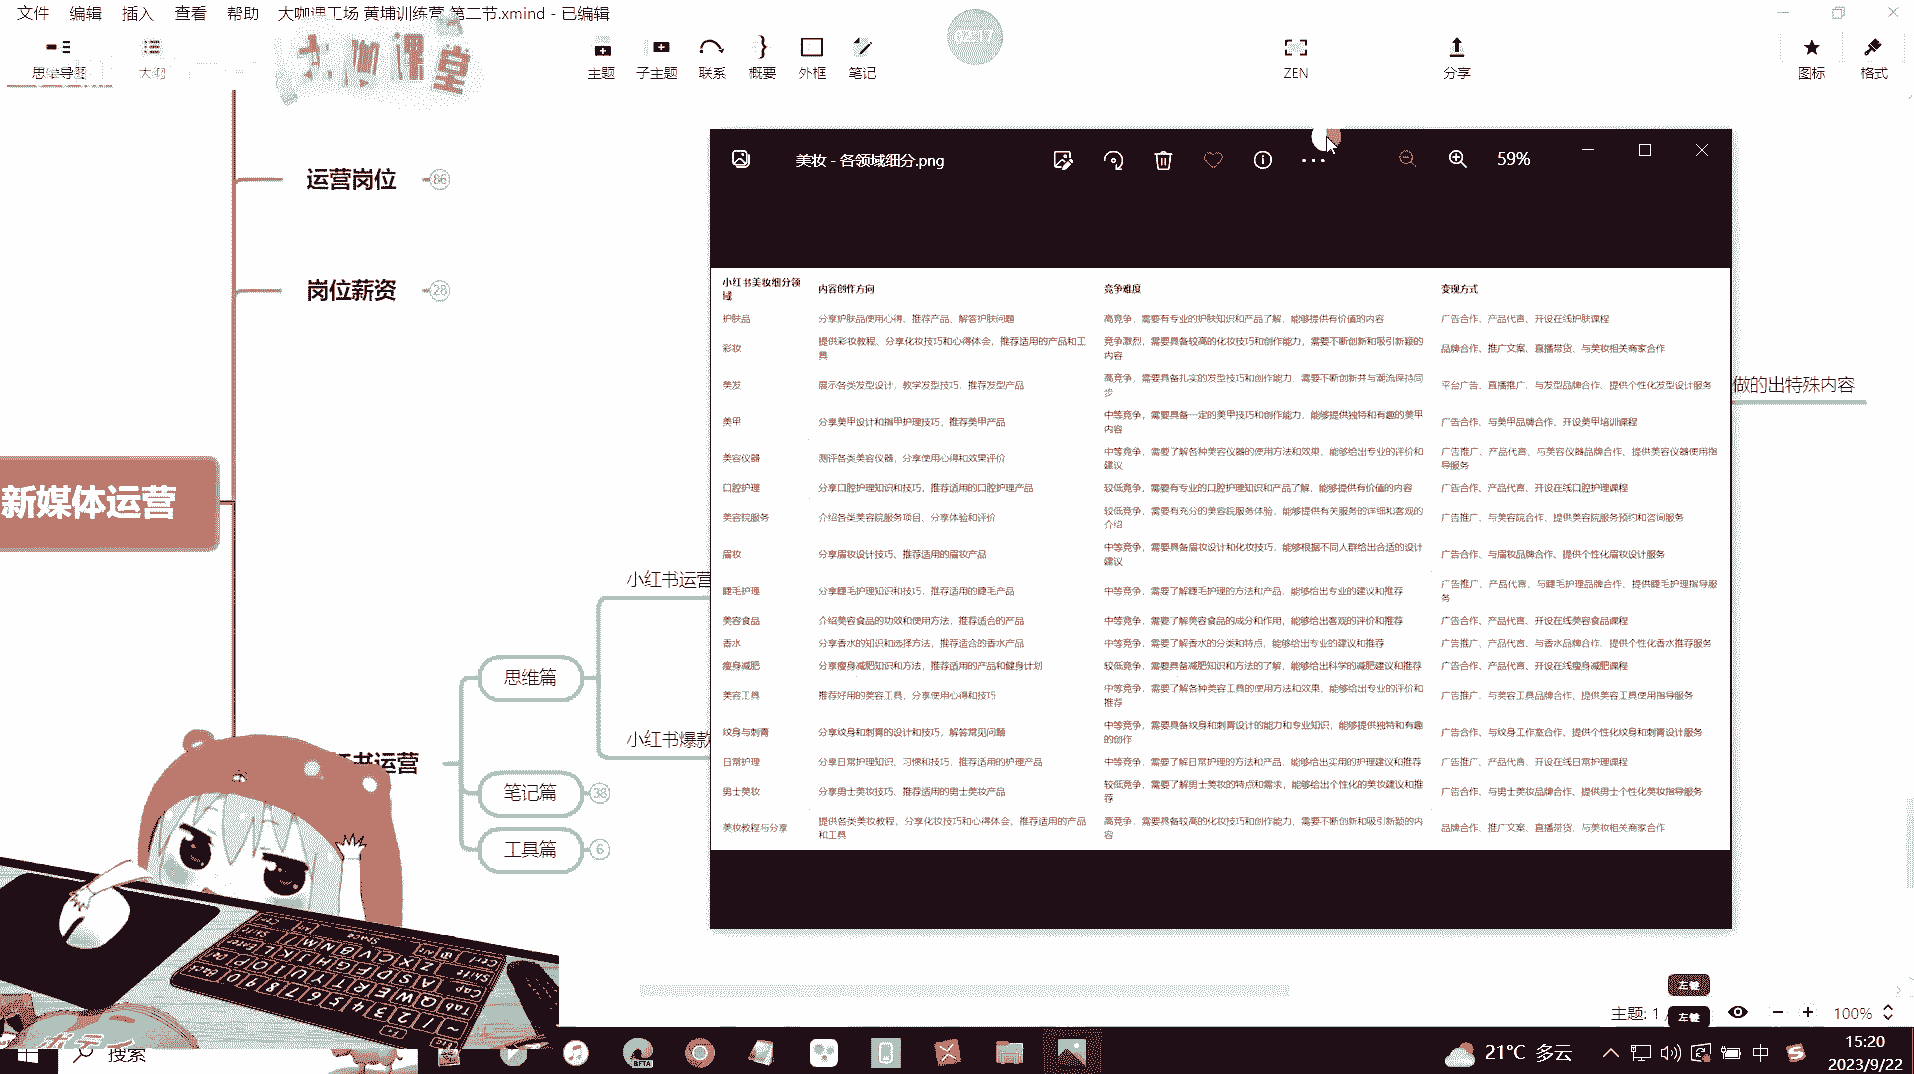 文件 编辑 插入 查看 帮助 大咖课工场 黄埔训练营 第二节.xmind - 已编辑
思维导图 大纲 主题 子主题 联系 概要 外框 笔记 ZEN 分享 图标 格式
大咖课堂
运营岗位 86
岗位薪资 28
新媒体运营
书运营
思维篇
笔记篇 38
工具篇 6
小红书运营
小红书爆款
做的出特殊内容
美妆 - 各领域细分.png 59%
小红书美妆细分领域 内容创作方向 竞争难度 变现方式
护肤品 分享护肤品使用心得、推荐产品、解答护肤问题 高竞争，需要有专业的护肤知识和产品了解，能够提供有价值的内容 广告合作、产品代言、开设在线护肤课程
彩妆 提供彩妆教程、分享化妆技巧和心得体会，推荐适用的产品和工具 竞争激烈，需要具备较高的化妆技巧和创作能力，需要不断创新和吸引新颖的内容 品牌合作、推广文案、直播带货、与美妆相关商家合作
美发 展示各类发型设计，教学发型技巧，推荐发型产品 高竞争，需要具备扎实的发型技巧和创作能力，需要不断创新并与潮流保持同步 平台广告、直播推广、与发型品牌合作、提供个性化发型设计服务
美甲 分享美甲设计和指甲护理技巧，推荐美甲产品 中等竞争，需要具备一定的美甲技巧和创作能力，能够提供独特和有趣的美甲内容 广告合作、与美甲品牌合作、开设美甲培训课程
美容仪器 测评各类美容仪器，分享使用心得和效果评价 中等竞争，需要了解各种美容仪器的使用方法和效果，能够给出专业的评价和建议 广告推广、产品代言、与美容仪器品牌合作、提供美容仪器使用指导服务
口腔护理 分享口腔护理知识和技巧，推荐适用的口腔护理产品 较低竞争，需要有专业的口腔护理知识和产品了解，能够提供有价值的内容 广告合作、产品代言、开设在线口腔护理课程
美容院服务 介绍各类美容院服务项目、分享体验和评价 较低竞争，需要有充分的美容院服务体验，能够提供有关服务的详细和客观的介绍 广告推广、与美容院合作、提供美容院服务预约和咨询服务
眉妆 分享眉妆设计技巧、推荐适用的眉妆产品 中等竞争，需要具备眉妆设计和化妆技巧，能够根据不同人群给出合适的设计建议 广告合作、与眉妆品牌合作、提供个性化眉妆设计服务
睫毛护理 分享睫毛护理知识和技巧，推荐适用的睫毛产品 中等竞争，需要了解睫毛护理的方法和产品，能够给出专业的建议和推荐 广告推广、产品代言、与睫毛护理品牌合作、提供睫毛护理指导服务
美容食品 介绍美容食品的功效和使用方法，推荐适合的产品 中等竞争，需要了解美容食品的成分和作用，能够给出客观的评价和推荐 广告合作、产品代言、开设在线美容食品课程
香水 分享香水的知识和选择方法，推荐适合的香水产品 中等竞争，需要了解香水的分类和特点，能够给出专业的建议和推荐 广告推广、产品代言、与香水品牌合作、提供个性化香水推荐服务
瘦身减肥 分享瘦身减肥知识和方法，推荐适用的产品和健身计划 较低竞争，需要具备减肥知识和方法的了解，能够给出科学的减肥建议和推荐 广告合作、产品代言、开设在线瘦身减肥课程
美容工具 推荐好用的美容工具，分享使用心得和技巧 中等竞争，需要了解各种美容工具的使用方法和效果，能够给出专业的评价和推荐 广告推广、与美容工具品牌合作、提供美容工具使用指导服务
纹身与刺青 分享纹身和刺青的设计和技巧，解答常见问题 中等竞争，需要具备纹身和刺青设计的能力和专业知识，能够提供独特和有趣的创作 广告合作、与纹身工作室合作、提供个性化纹身和刺青设计服务
日常护理 分享日常护理知识、习惯和技巧，推荐适用的护理产品 中等竞争，需要了解日常护理的方法和产品，能够给出实用的护理建议和推荐 广告推广、产品代言、开设在线日常护理课程
男士美妆 分享男士美妆技巧、推荐适用的男士美妆产品 较低竞争，需要了解男士美妆的特点和需求，能够给出个性化的美妆建议和推荐 广告合作、与男士美妆品牌合作、提供男士个性化美妆指导服务
美妆教程与分享 提供各类美妆教程，分享化妆技巧和心得体会，推荐适用的产品和工具 高竞争，需要具备较高的化妆技巧和创作能力，需要不断创新和吸引新颖的内容 品牌合作、推广文案、直播带货、与美妆相关商家合作
左键
左键
主题: 1 100%
搜索
BETA
21°C 多云 中 15:20
2023/9/22